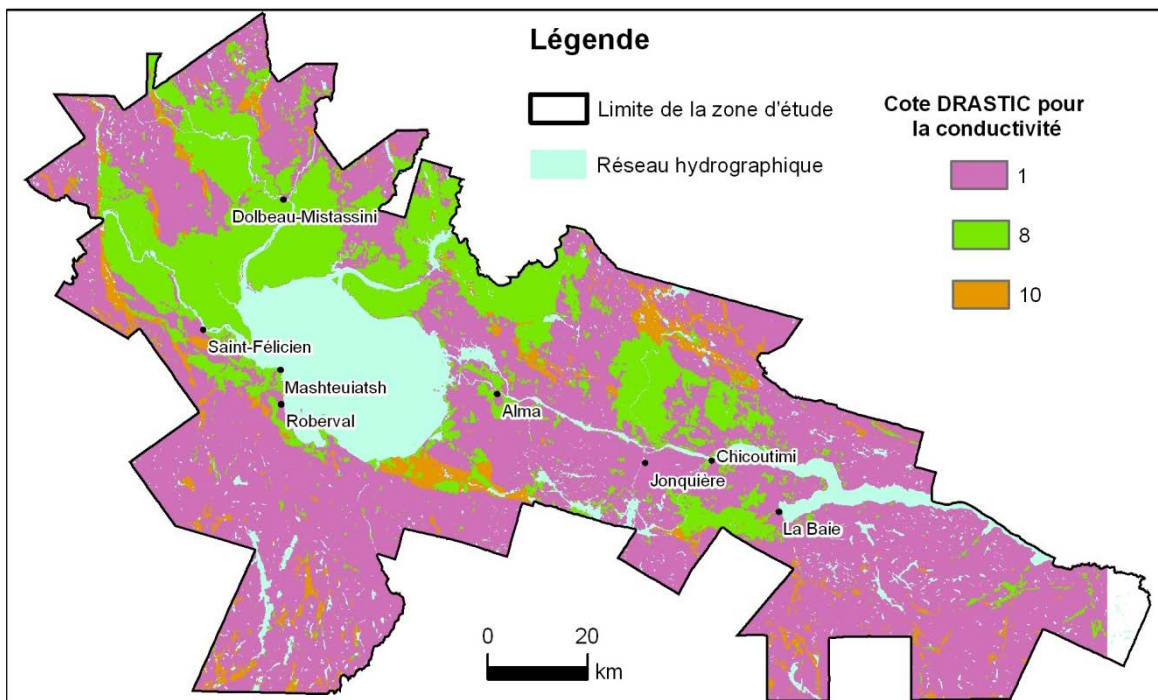 Légende
Limite de la zone d'étude
Réseau hydrographique
Cote DRASTIC pour
la conductivité
1
8
10
Dolbeau-Mistassini
Saint-Félicien
Mashteuiatsh
Roberval
Alma
Chicoutimi
Jonquière
La Baie
0 20
km